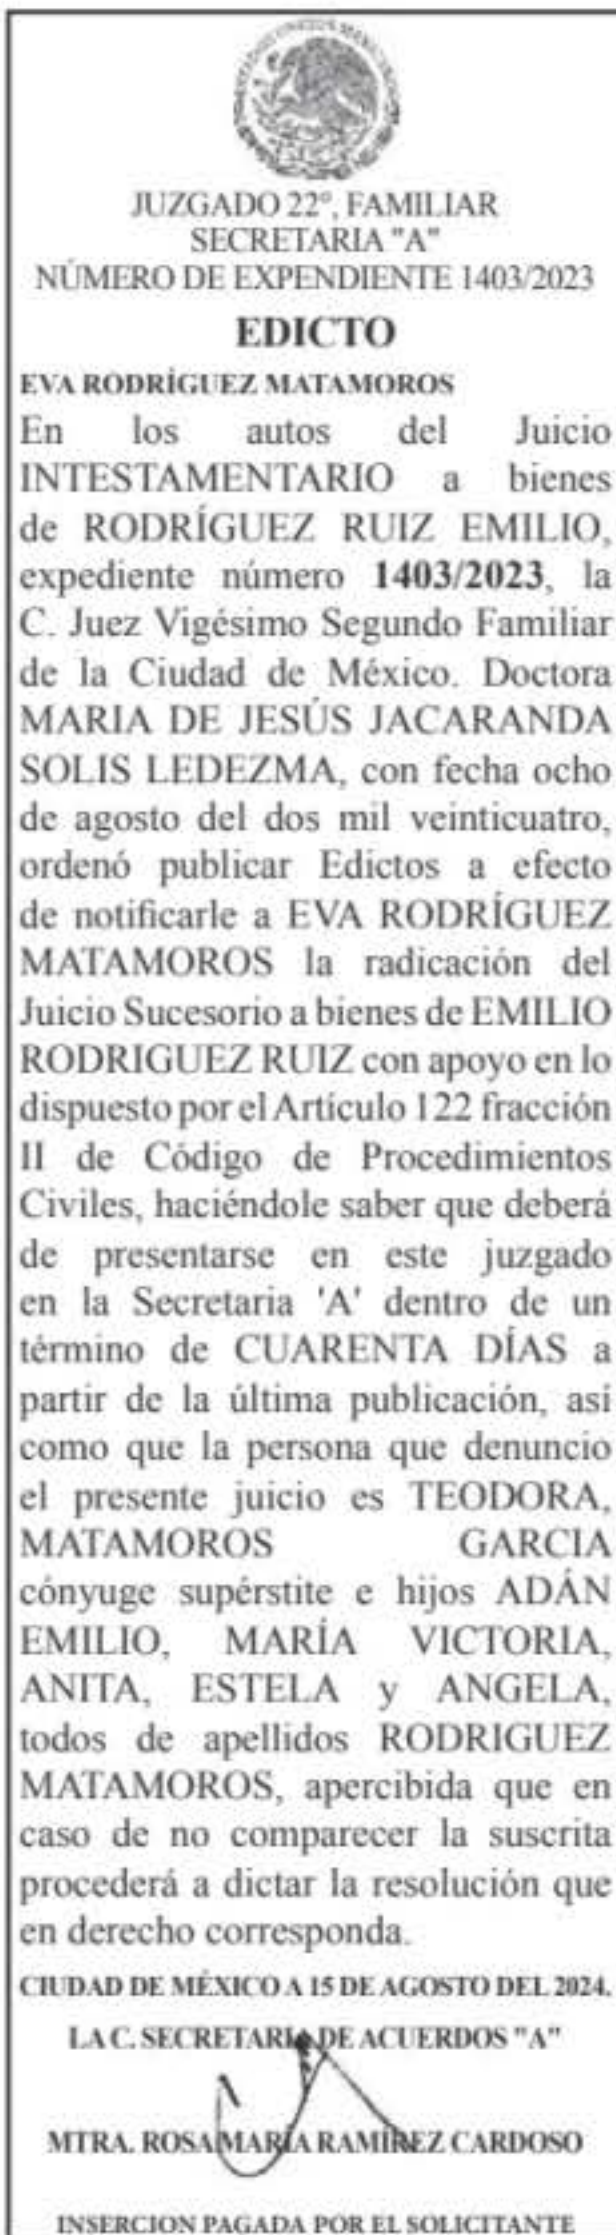 JUZGADO 22°, FAMILIAR
SECRETARIA "A"
NÚMERO DE EXPENDIENTE 1403/2023
EDICTO
EVA RODRÍGUEZ MATAMOROS
En los autos del Juicio
INTESTAMENTARIO a bienes
de RODRÍGUEZ RUIZ EMILIO,
expediente número 1403/2023, la
C. Juez Vigésimo Segundo Familiar
de la Ciudad de México. Doctora
MARIA DE JESÚS JACARANDA
SOLIS LEDEZMA, con fecha ocho
de agosto del dos mil veinticuatro,
ordenó publicar Edictos a efecto
de notificarle a EVA RODRÍGUEZ
MATAMOROS la radicación del
Juicio Sucesorio a bienes de EMILIO
RODRIGUEZ RUIZ con apoyo en lo
dispuesto por el Artículo 122 fracción
II de Código de Procedimientos
Civiles, haciéndole saber que deberá
de presentarse en este juzgado
en la Secretaria 'A' dentro de un
término de CUARENTA DÍAS a
partir de la última publicación, así
como que la persona que denuncio
el presente juicio es TEODORA,
MATAMOROS GARCIA
cónyuge supérstite e hijos ADÁN
EMILIO, MARÍA VICTORIA,
ANITA, ESTELA y ANGELA,
todos de apellidos RODRIGUEZ
MATAMOROS, apercibida que en
caso de no comparecer la suscrita
procederá a dictar la resolución que
en derecho corresponda.
CIUDAD DE MÉXICO A 15 DE AGOSTO DEL 2024.
LA C. SECRETARIA DE ACUERDOS "A"
MTRA. ROSA MARÍA RAMÍREZ CARDOSO
INSERCION PAGADA POR EL SOLICITANTE